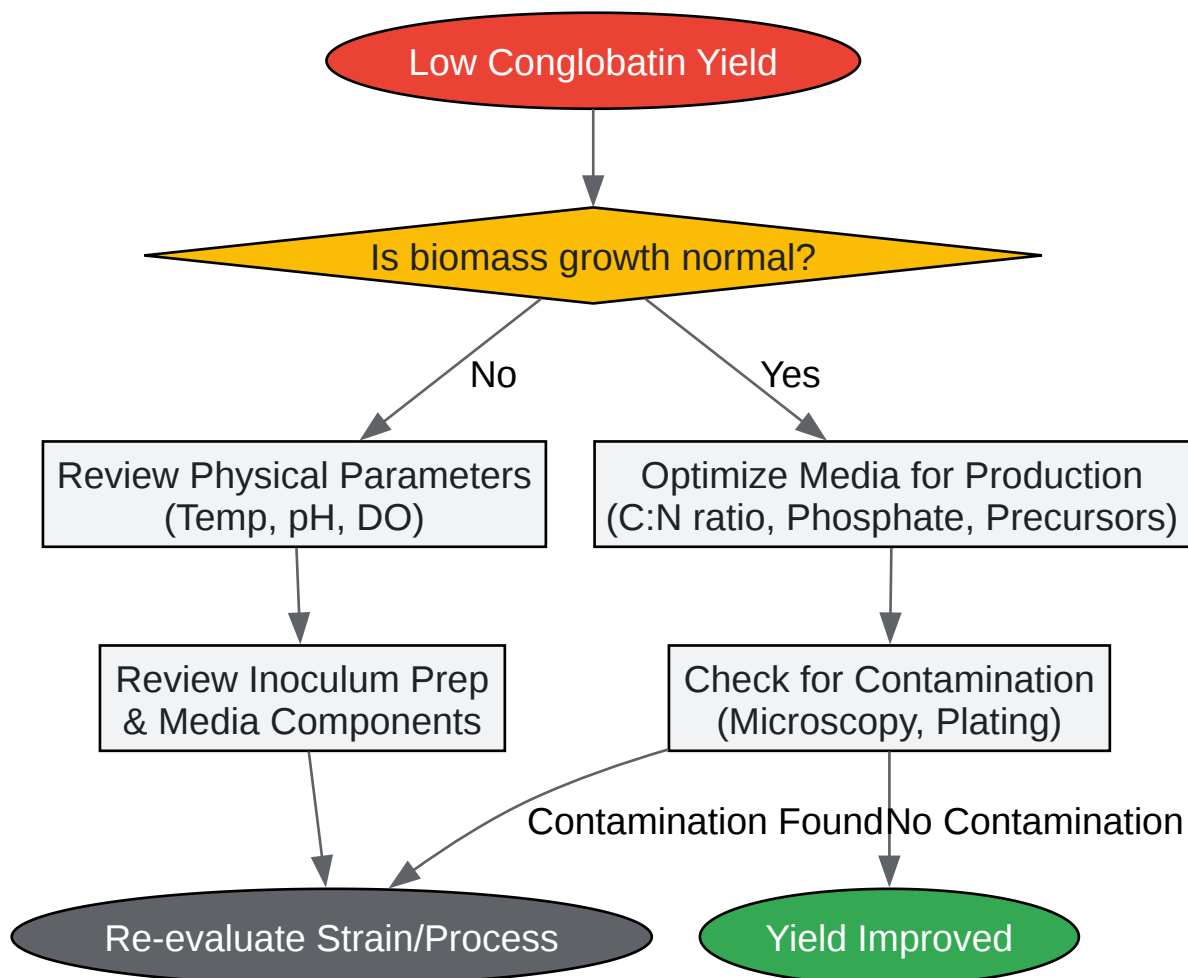 Low Conglobatin Yield
Is biomass growth normal?
No
Yes
Review Physical Parameters
(Temp, pH, DO)
Optimize Media for Production
(C:N ratio, Phosphate, Precursors)
Review Inoculum Prep
& Media Components
Check for Contamination
(Microscopy, Plating)
Contamination Found
No Contamination
Re-evaluate Strain/Process
Yield Improved